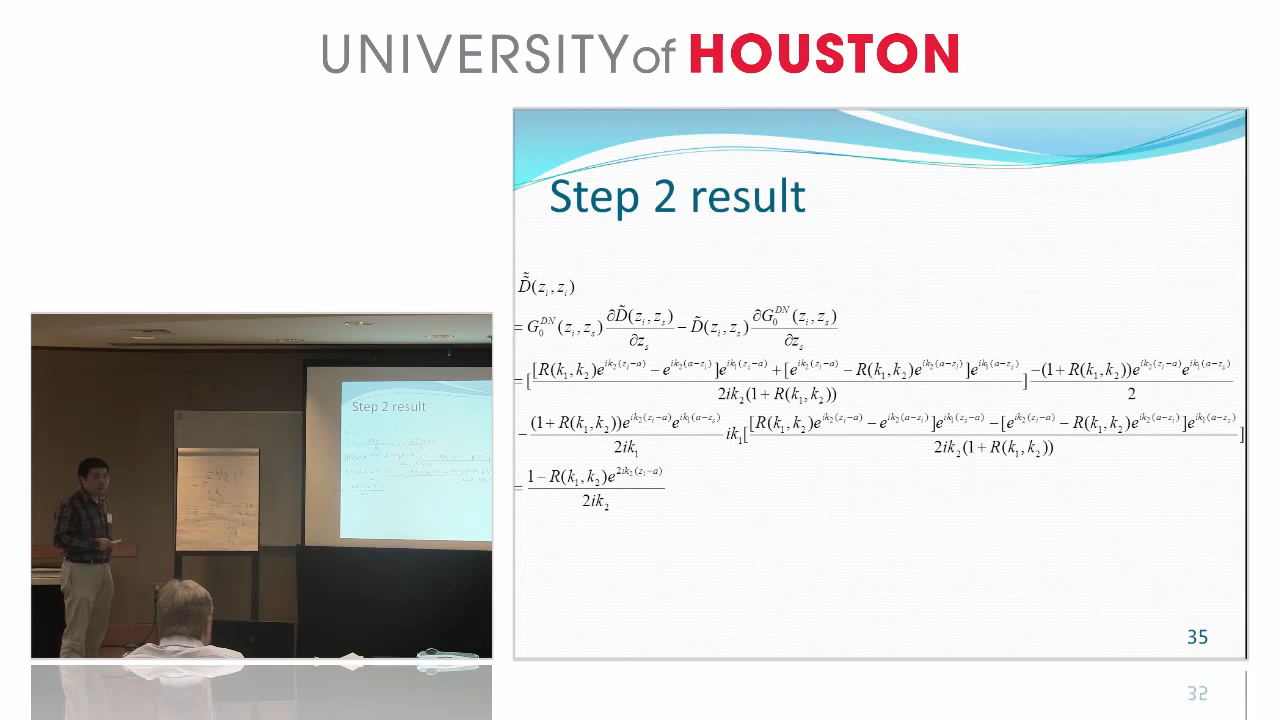 UNIVERSITY of HOUSTON
Step 2 result
D̃̃(z_i, z_i)
= G_0^{DN}(z_i, z_s) ∂D̃(z_i, z_s)/∂z_s − D̃(z_i, z_s) ∂G_0^{DN}(z_i, z_s)/∂z_s
= [ [R(k_1, k_2)e^{ik_2(z_i−a)} − e^{ik_2(a−z_i)}]e^{ik_1(z_s−a)} + [e^{ik_2(z_i−a)} − R(k_1, k_2)e^{ik_2(a−z_i)}]e^{ik_1(a−z_s)} / 2ik_2(1 + R(k_1, k_2)) ] −(1 + R(k_1, k_2))e^{ik_2(z_i−a)}e^{ik_1(a−z_s)} / 2
− (1 + R(k_1, k_2))e^{ik_2(z_i−a)}e^{ik_1(a−z_s)} / 2ik_1 ik_1[ [R(k_1, k_2)e^{ik_2(z_i−a)} − e^{ik_2(a−z_i)}]e^{ik_1(z_s−a)} − [e^{ik_2(z_i−a)} − R(k_1, k_2)e^{ik_2(a−z_i)}]e^{ik_1(a−z_s)} / 2ik_2(1 + R(k_1, k_2)) ]
= 1 − R(k_1, k_2)e^{2ik_2(z_i−a)} / 2ik_2
35
Step 2 result
32